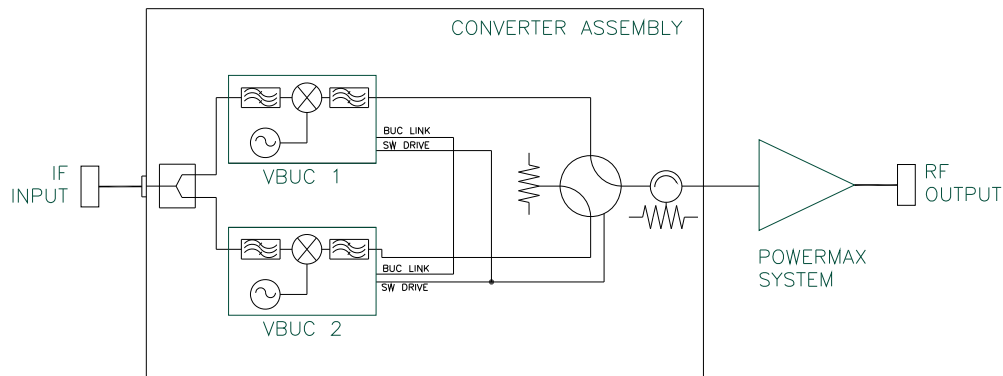 CONVERTER ASSEMBLY
BUC LINK
SW DRIVE
VBUC 1
IF
INPUT
RF
OUTPUT
POWERMAX
SYSTEM
BUC LINK
SW DRIVE
VBUC 2